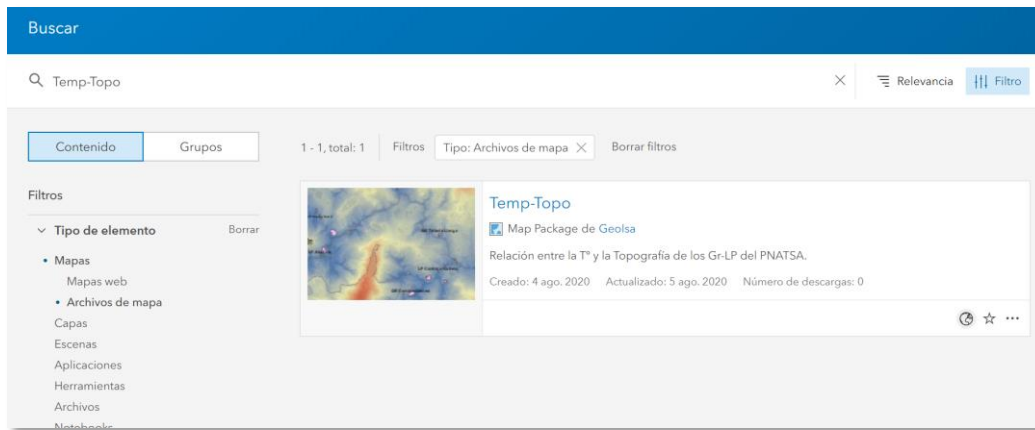 Buscar
Temp-Topo
Relevancia
Filtro
Contenido
Grupos
1 - 1, total: 1
Filtros
Tipo: Archivos de mapa
Borrar filtros
Filtros
Tipo de elemento
Borrar
Mapas
Mapas web
Archivos de mapa
Capas
Escenas
Aplicaciones
Herramientas
Archivos
Notebooks
Temp-Topo
Map Package de GeoIsa
Relación entre la Tº y la Topografía de los Gr-LP del PNATSA.
Creado: 4 ago. 2020 Actualizado: 5 ago. 2020 Número de descargas: 0